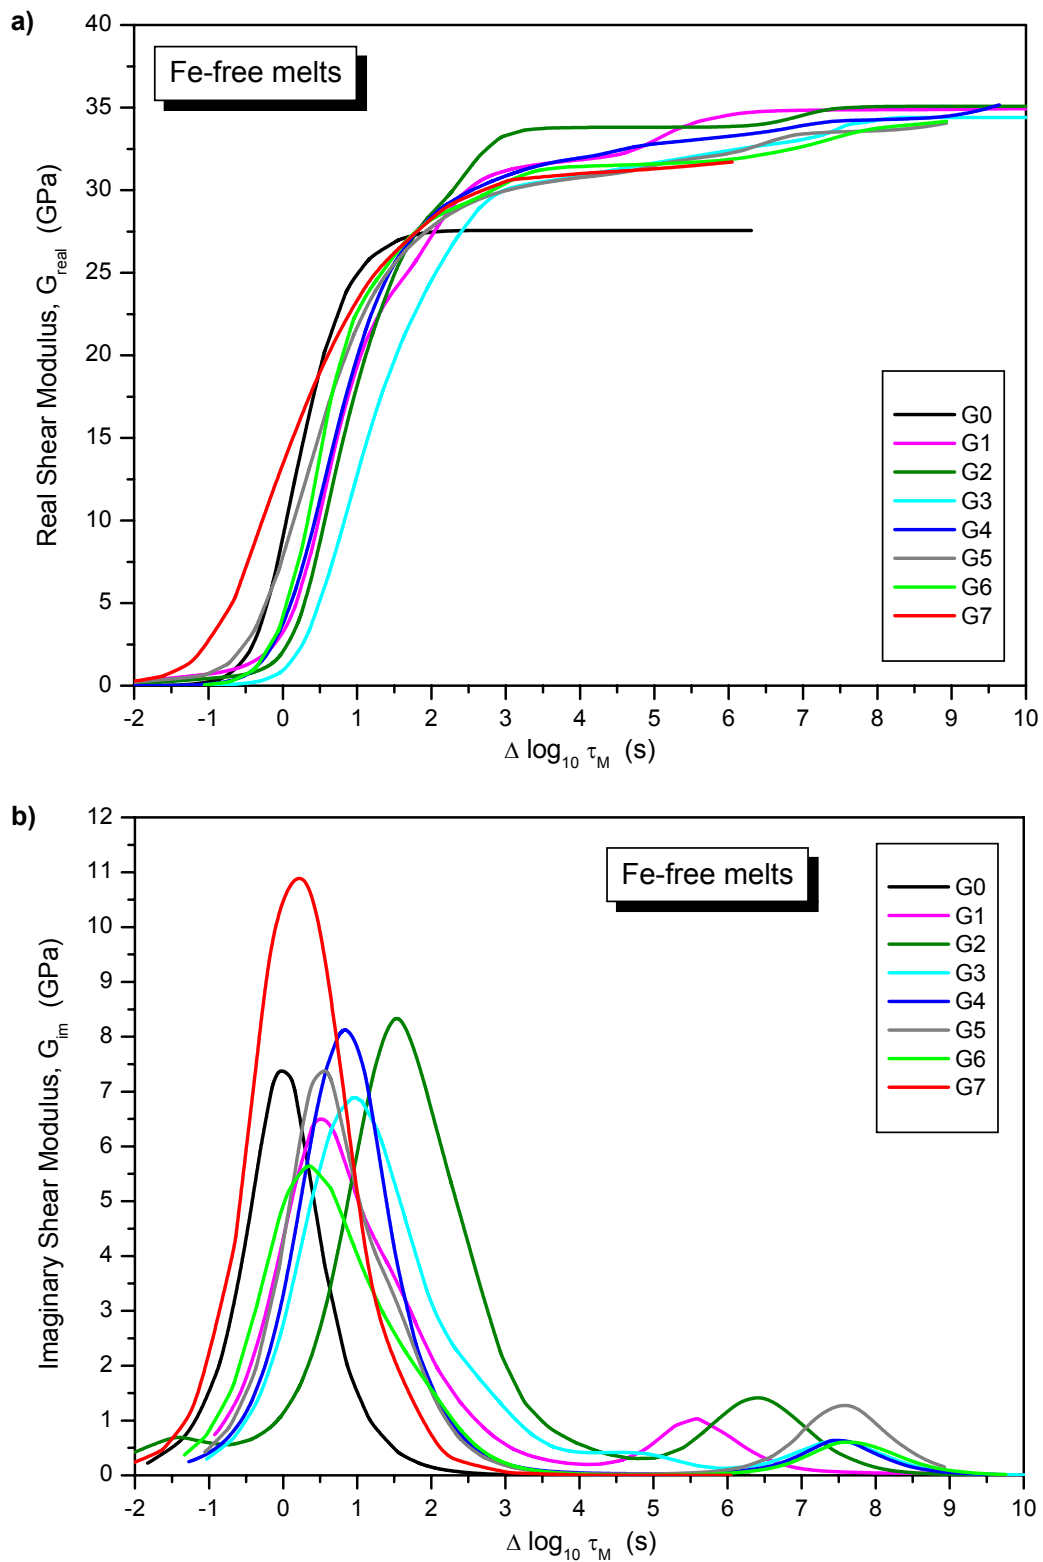 a)
40
35
30
25
20
15
10
5
0
Real Shear Modulus, G_real (GPa)
Fe-free melts
G0
G1
G2
G3
G4
G5
G6
G7
-2 -1 0 1 2 3 4 5 6 7 8 9 10
Δ log₁₀ τ_M (s)
b)
12
11
10
9
8
7
6
5
4
3
2
1
0
Imaginary Shear Modulus, G_im (GPa)
Fe-free melts
G0
G1
G2
G3
G4
G5
G6
G7
-2 -1 0 1 2 3 4 5 6 7 8 9 10
Δ log₁₀ τ_M (s)